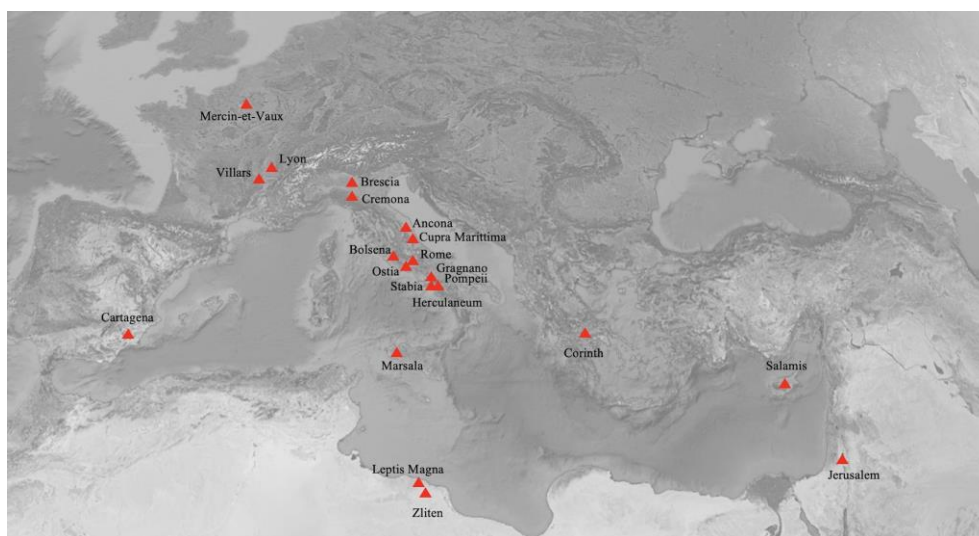 Mercin-et-Vaux
Lyon
Villars
Brescia
Cremona
Ancona
Cupra Marittima
Bolsena
Rome
Ostia
Gragnano
Pompeii
Stabia
Herculaneum
Cartagena
Marsala
Corinth
Salamis
Leptis Magna
Jerusalem
Zliten